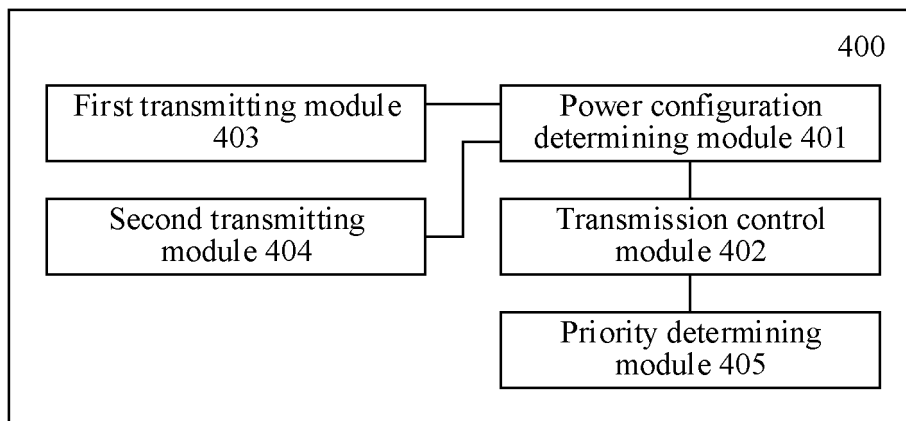 400
First transmitting module
403
Power configuration
determining module 401
Second transmitting
module 404
Transmission control
module 402
Priority determining
module 405